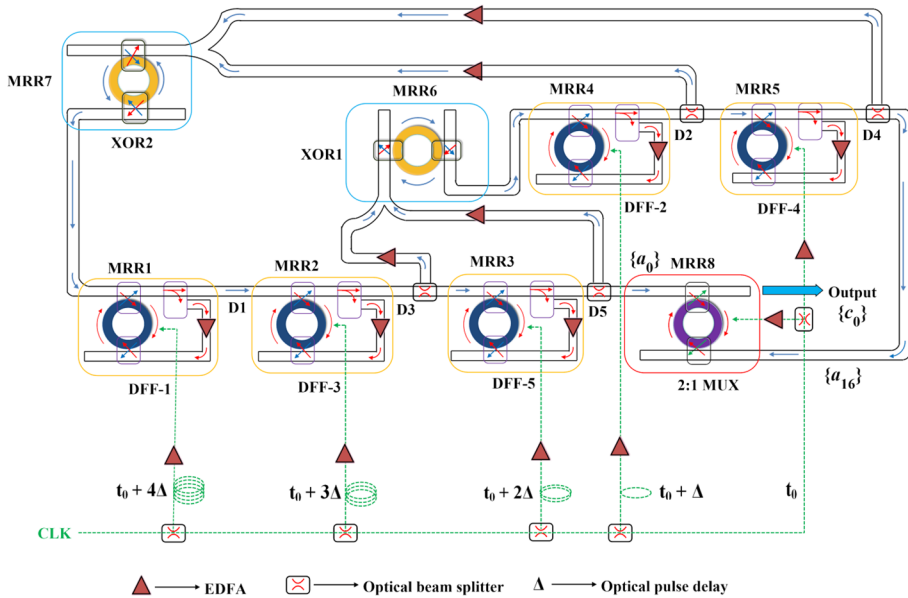 MRR7
XOR2
MRR6
XOR1
MRR4
D2
DFF-2
MRR5
D4
DFF-4
MRR1
D1
DFF-1
MRR2
D3
DFF-3
MRR3
D5
DFF-5
{a0}
MRR8
2:1 MUX
Output
{c0}
{a16}
t0 + 4Δ
t0 + 3Δ
t0 + 2Δ
t0 + Δ
t0
CLK
EDFA
Optical beam splitter
Δ
Optical pulse delay